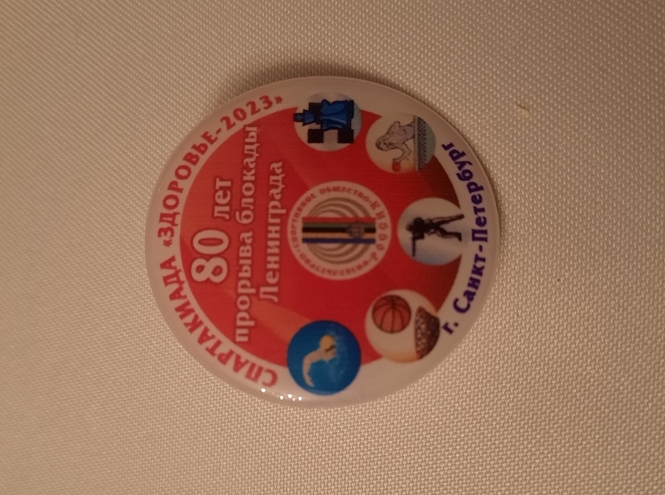 СПАРТАКИАДА «ЗДОРОВЬЕ-2023»
80 лет
прорыва блокады
Ленинграда
г. Санкт-Петербург